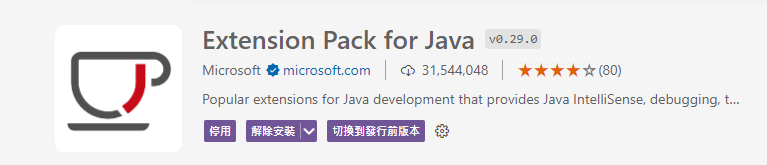 Extension Pack for Java v0.29.0
Microsoft microsoft.com 31,544,048 (80)
Popular extensions for Java development that provides Java IntelliSense, debugging, t...
停用 解除安裝 切換到發行前版本